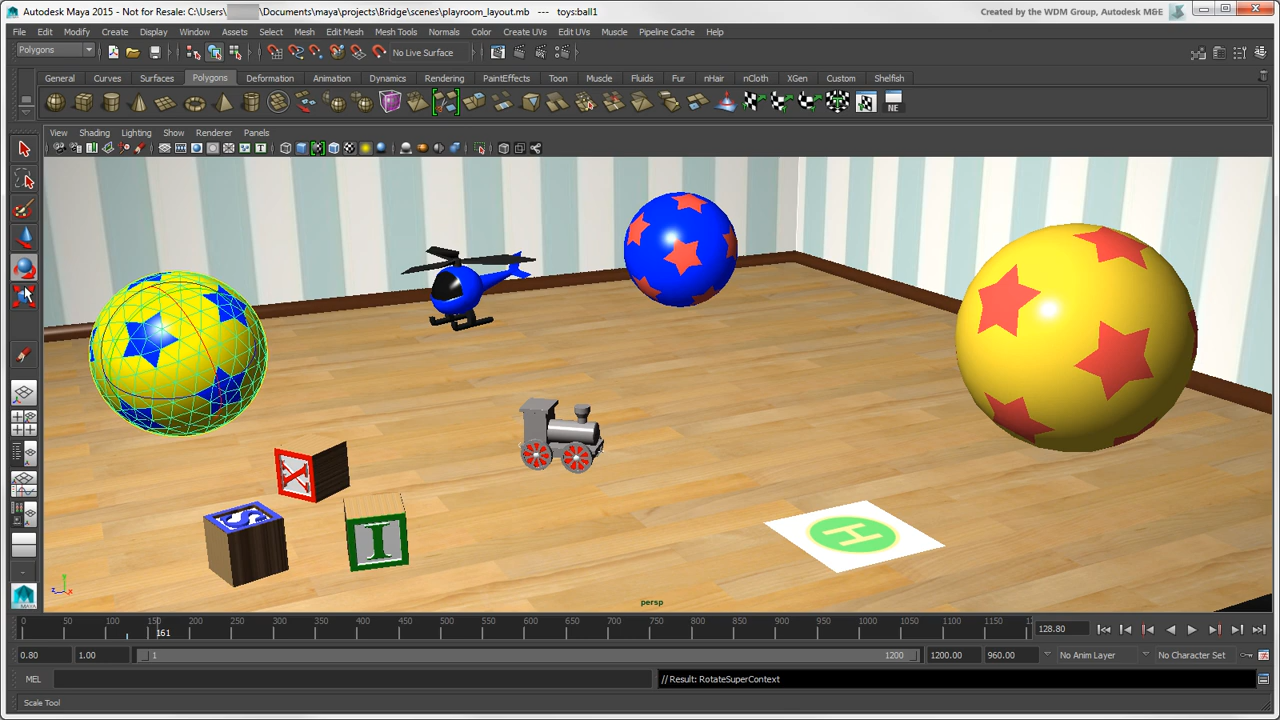 Autodesk Maya 2015 - Not for Resale: C:\Users\ \Documents\maya\projects\Bridge\scenes\playroom_layout.mb --- toys:ball1
Created by the WDM Group, Autodesk M&E
File Edit Modify Create Display Window Assets Select Mesh Edit Mesh Mesh Tools Normals Color Create UVs Edit UVs Muscle Pipeline Cache Help
Polygons
No Live Surface
General Curves Surfaces Polygons Deformation Animation Dynamics Rendering PaintEffects Toon Muscle Fluids Fur nHair nCloth XGen Custom Shelfish
NE
View Shading Lighting Show Renderer Panels
X
S
I
H
persp
MAYA
0 50 100 150 161 200 250 300 350 400 450 500 550 600 650 700 750 800 850 900 950 1000 1050 1100 1150 12
128.80
0.80 1.00 1 1200 1200.00 960.00 No Anim Layer No Character Set
MEL
// Result: RotateSuperContext
Scale Tool